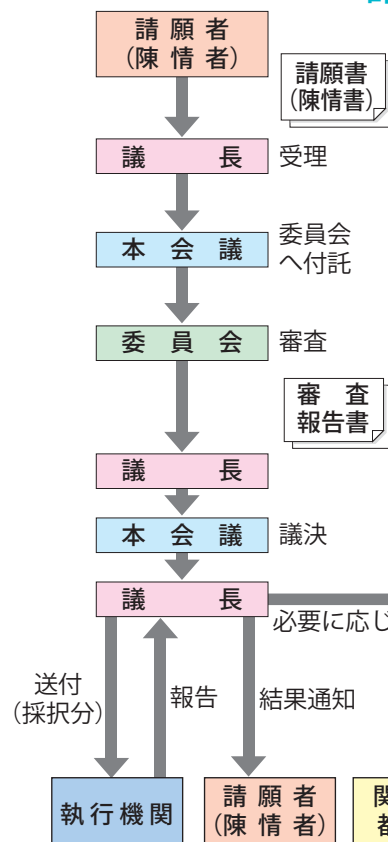 請願者
（陳情者）
請願書
（陳情書）
議長
受理
本会議
委員会
へ付託
委員会
審査
審査
報告書
議長
本会議
議決
議長
必要に応じ
送付
（採択分）
報告
結果通知
執行機関
請願者
（陳情者）
関
都